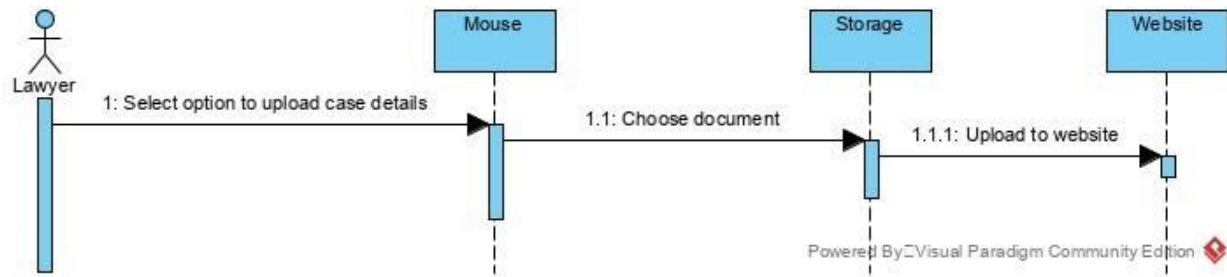 Mouse
Storage
Website
Lawyer
1: Select option to upload case details
1.1: Choose document
1.1.1: Upload to website
Powered By Visual Paradigm Community Edition